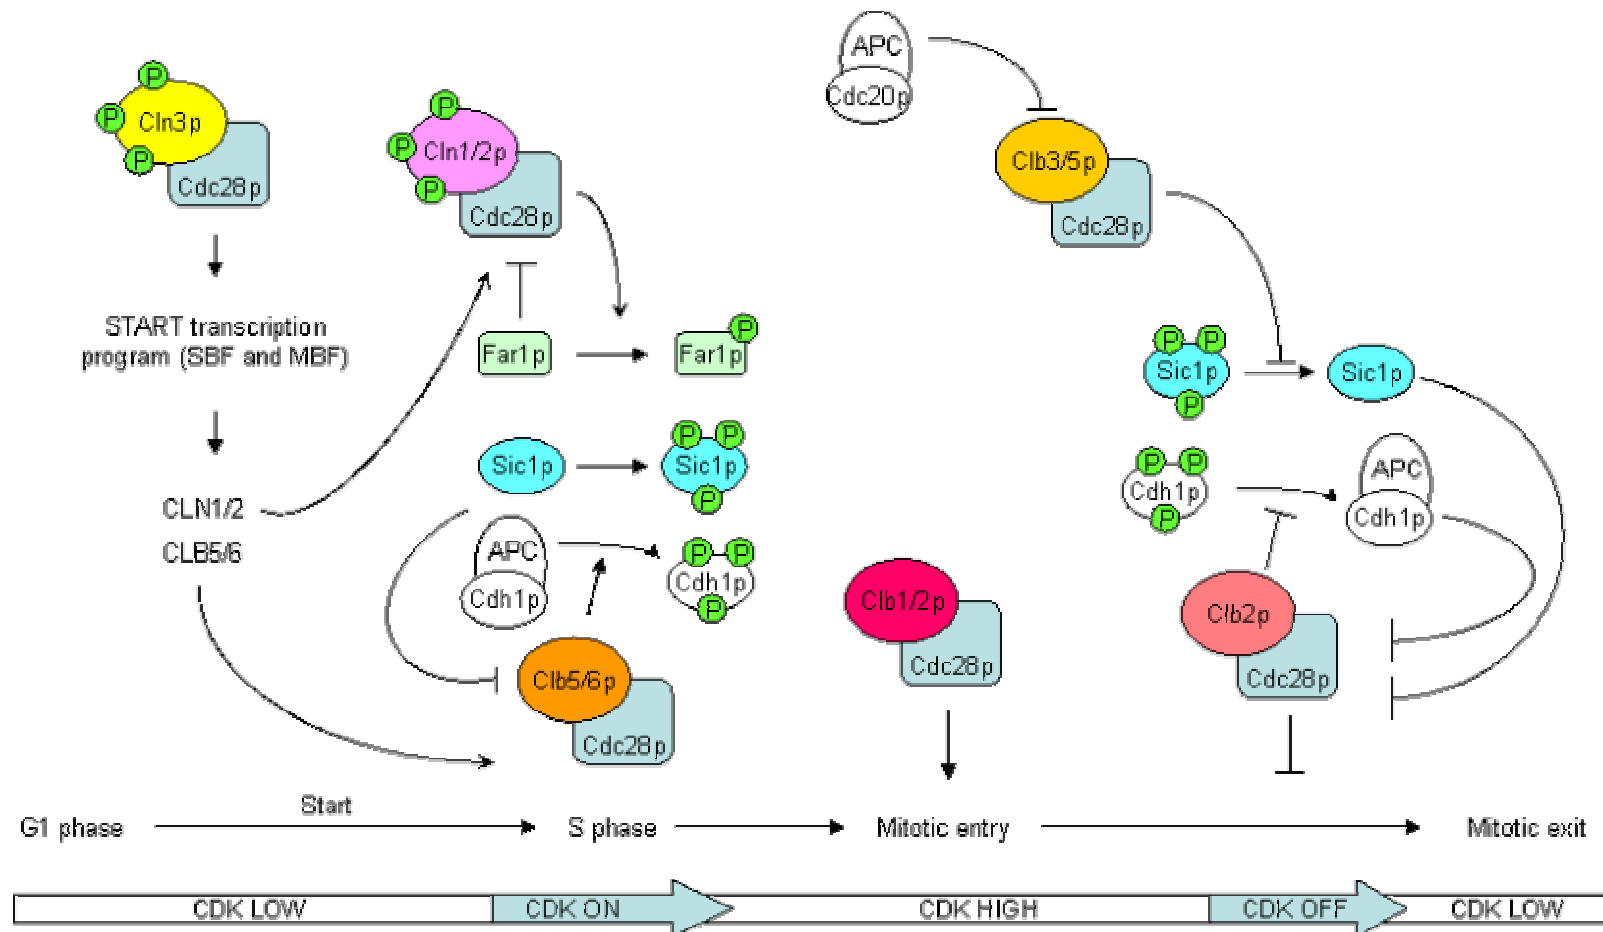 APC
Cdc20p
P
P
P
Cln3p
Cdc28p
P
P
P
Cln1/2p
Cdc28p
Clb3/5p
Cdc28p
START transcription
program (SBF and MBF)
Far1p
P
Far1p
P
P
P
Sic1p
Sic1p
Sic1p
P
P
P
Sic1p
CLN1/2
CLB5/6
APC
Cdh1p
P
P
P
Cdh1p
P
P
P
Cdh1p
APC
Cdh1p
Clb5/6p
Cdc28p
Clb1/2p
Cdc28p
Clb2p
Cdc28p
Start
G1 phase
S phase
Mitotic entry
Mitotic exit
CDK LOW
CDK ON
CDK HIGH
CDK OFF
CDK LOW